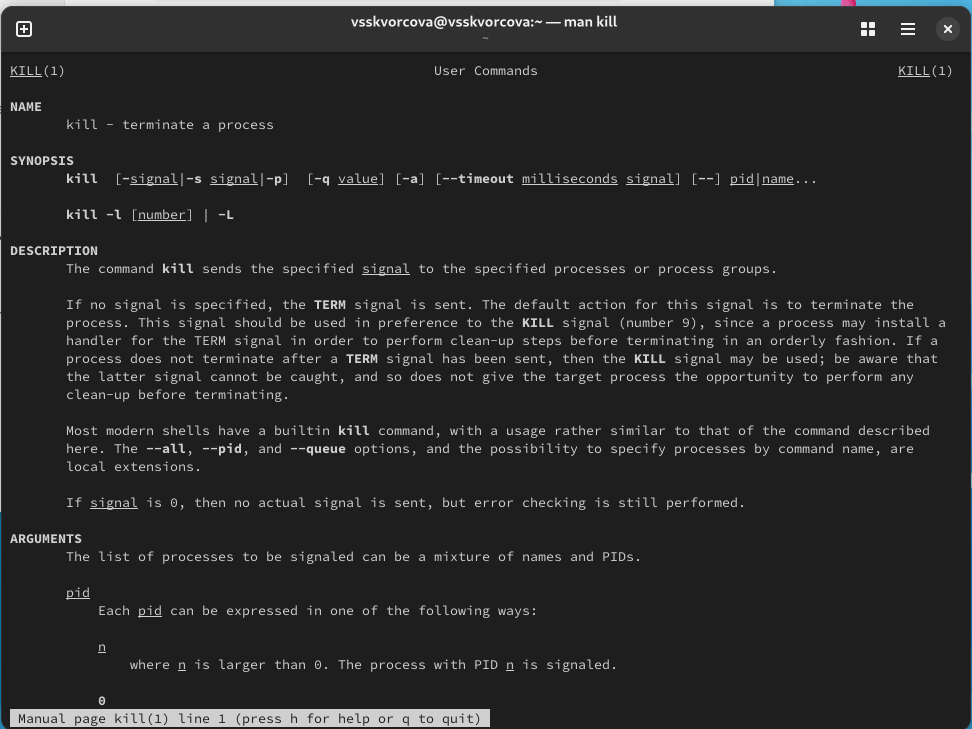 vsskvorcova@vsskvorcova:~ — man kill
~
KILL(1) User Commands KILL(1)
NAME
kill - terminate a process
SYNOPSIS
kill [-signal|-s signal|-p] [-q value] [-a] [--timeout milliseconds signal] [--] pid|name...
kill -l [number] | -L
DESCRIPTION
The command kill sends the specified signal to the specified processes or process groups.
If no signal is specified, the TERM signal is sent. The default action for this signal is to terminate the
process. This signal should be used in preference to the KILL signal (number 9), since a process may install a
handler for the TERM signal in order to perform clean-up steps before terminating in an orderly fashion. If a
process does not terminate after a TERM signal has been sent, then the KILL signal may be used; be aware that
the latter signal cannot be caught, and so does not give the target process the opportunity to perform any
clean-up before terminating.
Most modern shells have a builtin kill command, with a usage rather similar to that of the command described
here. The --all, --pid, and --queue options, and the possibility to specify processes by command name, are
local extensions.
If signal is 0, then no actual signal is sent, but error checking is still performed.
ARGUMENTS
The list of processes to be signaled can be a mixture of names and PIDs.
pid
Each pid can be expressed in one of the following ways:
n
where n is larger than 0. The process with PID n is signaled.
0
Manual page kill(1) line 1 (press h for help or q to quit)